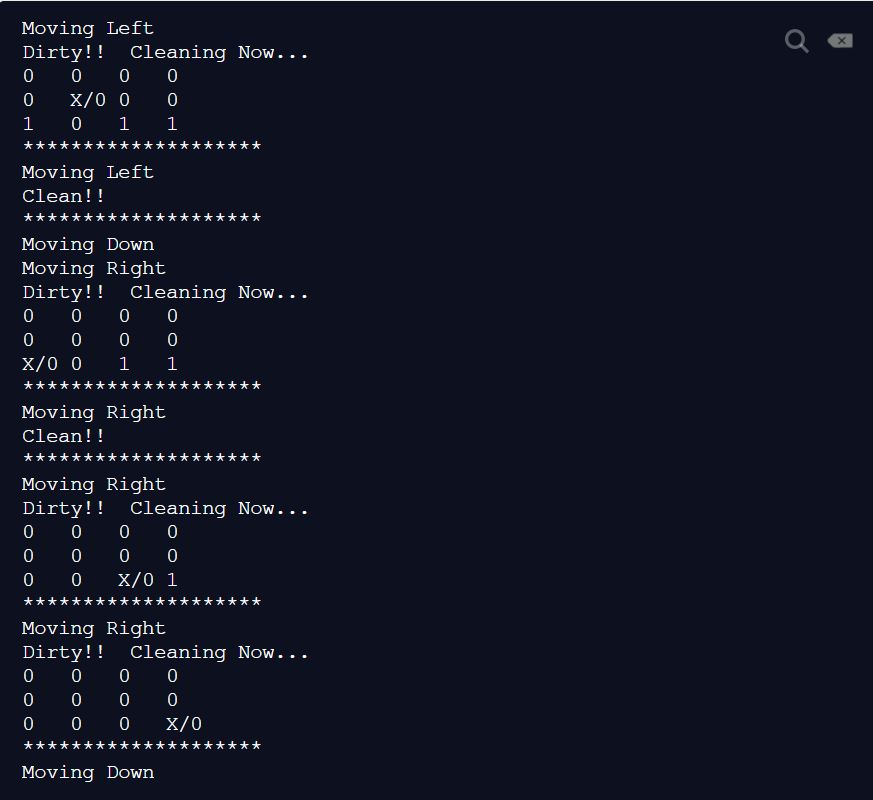 Moving Left
Dirty!!  Cleaning Now...
0   0   0   0
0   X/0 0   0
1   0   1   1
********************
Moving Left
Clean!!
********************
Moving Down
Moving Right
Dirty!!  Cleaning Now...
0   0   0   0
0   0   0   0
X/0 0   1   1
********************
Moving Right
Clean!!
********************
Moving Right
Dirty!!  Cleaning Now...
0   0   0   0
0   0   0   0
0   0   X/0 1
********************
Moving Right
Dirty!!  Cleaning Now...
0   0   0   0
0   0   0   0
0   0   0   X/0
********************
Moving Down